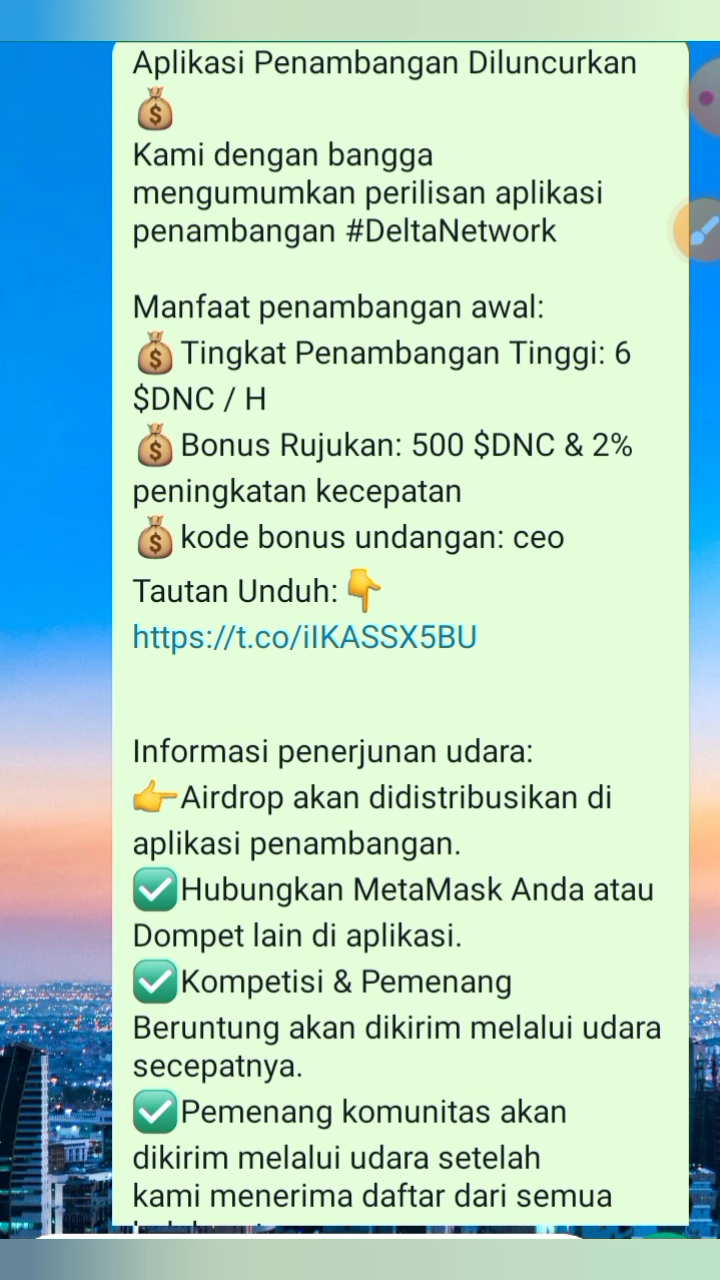 Aplikasi Penambangan Diluncurkan
💰
Kami dengan bangga
mengumumkan perilisan aplikasi
penambangan #DeltaNetwork
Manfaat penambangan awal:
💰Tingkat Penambangan Tinggi: 6
$DNC / H
💰Bonus Rujukan: 500 $DNC & 2%
peningkatan kecepatan
💰kode bonus undangan: ceo
Tautan Unduh:👇
https://t.co/iIKASSX5BU
Informasi penerjunan udara:
👉Airdrop akan didistribusikan di
aplikasi penambangan.
✅Hubungkan MetaMask Anda atau
Dompet lain di aplikasi.
✅Kompetisi & Pemenang
Beruntung akan dikirim melalui udara
secepatnya.
✅Pemenang komunitas akan
dikirim melalui udara setelah
kami menerima daftar dari semua